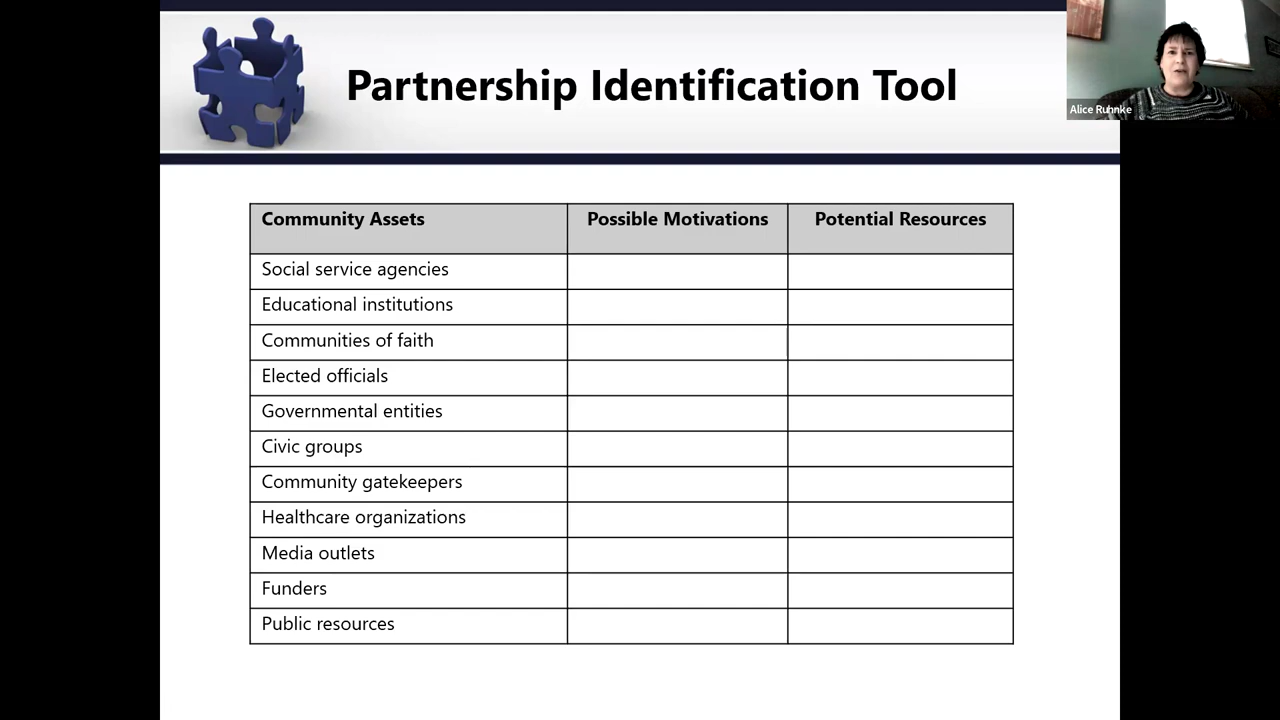 Partnership Identification Tool
Alice Ruhnke
Community Assets Possible Motivations Potential Resources
Social service agencies
Educational institutions
Communities of faith
Elected officials
Governmental entities
Civic groups
Community gatekeepers
Healthcare organizations
Media outlets
Funders
Public resources